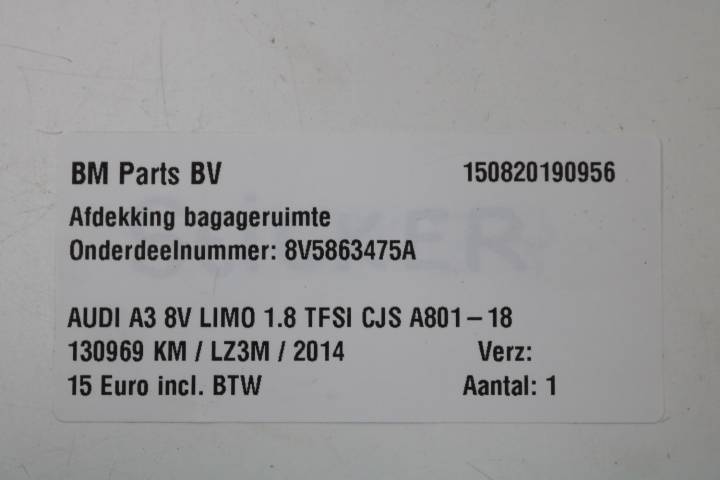 BM Parts BV 150820190956
Afdekking bagageruimte
Onderdeelnummer: 8V5863475A
AUDI A3 8V LIMO 1.8 TFSI CJS A801-18
130969 KM / LZ3M / 2014 Verz:
15 Euro incl. BTW Aantal: 1